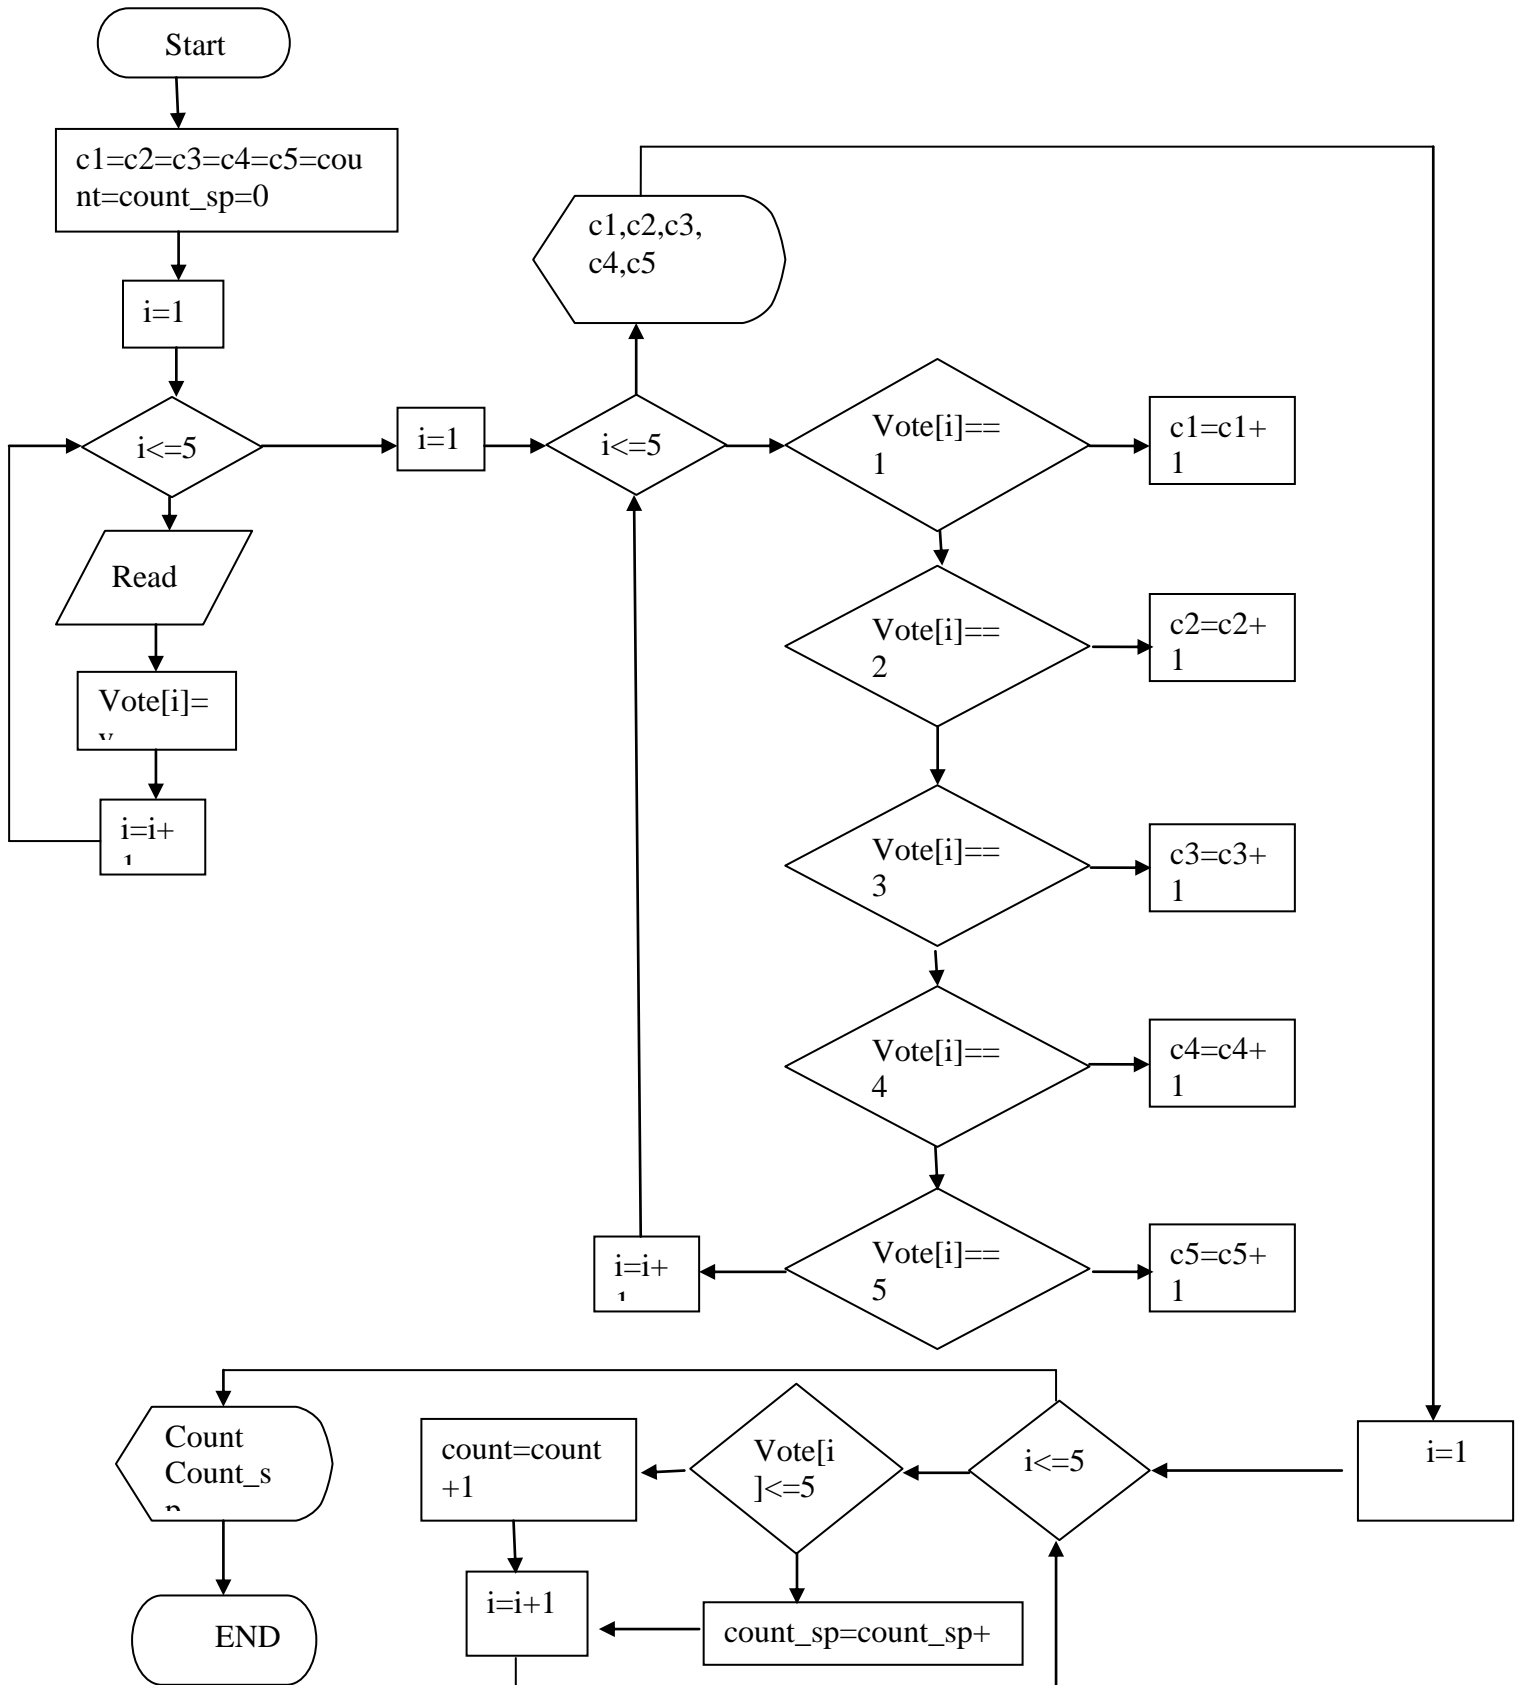 Start
c1=c2=c3=c4=c5=cou
nt=count_sp=0
i=1
i<=5
Read
Vote[i]=
i=i+
i=1
i<=5
c1,c2,c3,
c4,c5
Vote[i]==
1
c1=c1+
1
Vote[i]==
2
c2=c2+
1
Vote[i]==
3
c3=c3+
1
Vote[i]==
4
c4=c4+
1
Vote[i]==
5
c5=c5+
1
i=i+
i=1
i<=5
Vote[i
]<=5
count=count
+1
i=i+1
count_sp=count_sp+
Count
Count_s
END